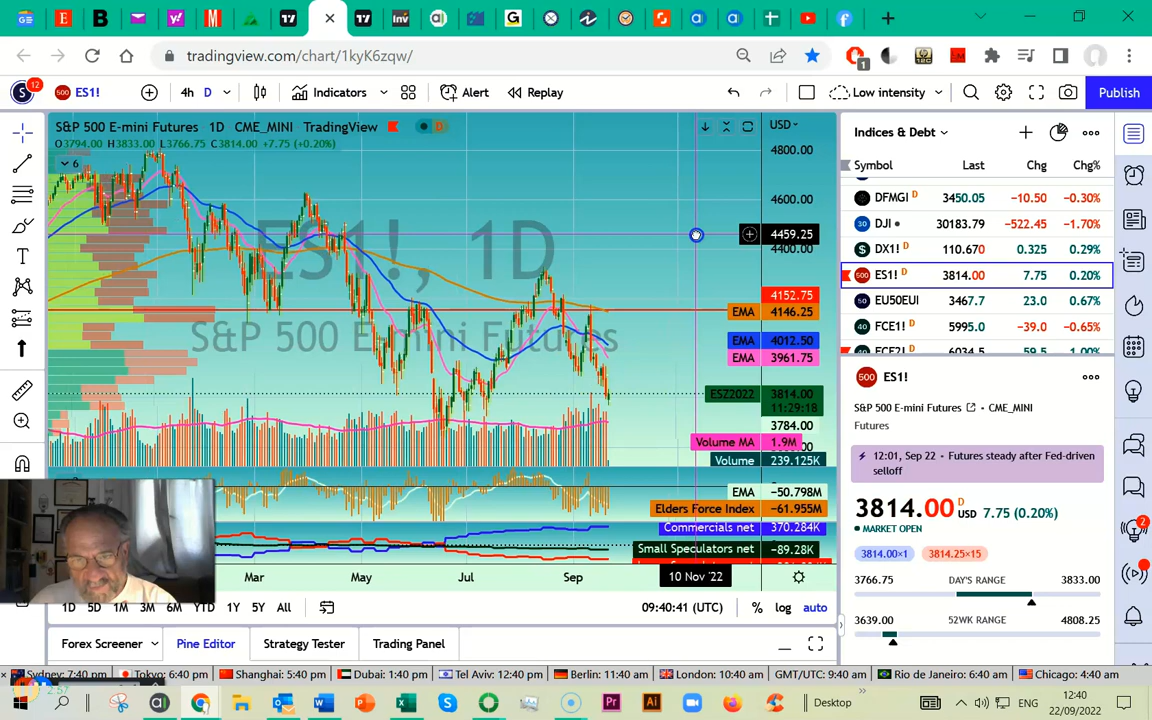 tradingview.com/chart/1kyK6zqw/
12
ES1!
4h D
Indicators
Alert
Replay
Low intensity
Publish
S&P 500 E-mini Futures • 1D • CME_MINI • TradingView
D
USD
O3794.00 H3833.00 L3766.75 C3814.00 +7.75 (+0.20%)
6
ES1!, 1D
S&P 500 E-mini Futures
4800.00
4600.00
4459.25
4400.00
4152.75
EMA 4146.25
EMA 4012.50
EMA 3961.75
ESZ2022 3814.00
11:29:18
3784.00
Volume MA 1.9M
Volume 239.125K
EMA −50.798M
Elders Force Index −61.955M
Commercials net 370.284K
Small Speculators net −89.28K
Mar May Jul Sep 10 Nov '22
1D 5D 1M 3M 6M YTD 1Y 5Y All
09:40:41 (UTC) % log auto
Forex Screener Pine Editor Strategy Tester Trading Panel
Indices & Debt
Symbol Last Chg Chg%
DFMGI D 3450.05 -10.50 -0.30%
DJI 30183.79 -522.45 -1.70%
DX1! D 110.670 0.325 0.29%
ES1! D 3814.00 7.75 0.20%
EU50EUI 3467.7 23.0 0.67%
FCE1! D 5995.0 -39.0 -0.65%
ES1!
S&P 500 E-mini Futures • CME_MINI
Futures
12:01, Sep 22 • Futures steady after Fed-driven
selloff
3814.00 D USD 7.75 (0.20%)
MARKET OPEN
3814.00×1 3814.25×15
3766.75 DAY'S RANGE 3833.00
3639.00 52WK RANGE 4808.25
2
Sydney: 7:40 pm Tokyo: 6:40 pm Shanghai: 5:40 pm Dubai: 1:40 pm Tel Aviv: 12:40 pm Berlin: 11:40 am London: 10:40 am GMT/UTC: 9:40 am Rio de Janeiro: 6:40 am Chicago: 4:40 am
2:57
Desktop
ENG
12:40
22/09/2022